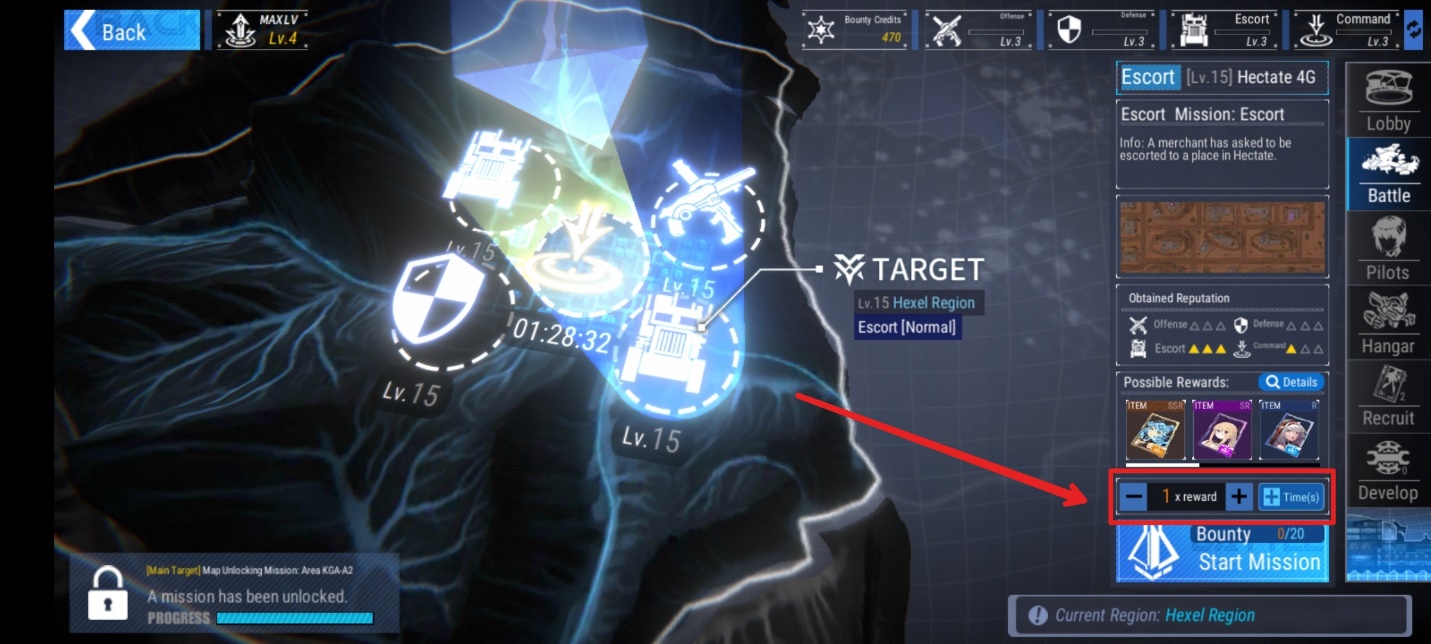 Back
MAXLV
Lv.4
Bounty Credits
470
Offense
Lv.3
Defense
Lv.3
Escort
Lv.3
Command
Lv.3
Escort [Lv.15] Hectate 4G
Escort Mission: Escort
Info: A merchant has asked to be
escorted to a place in Hectate.
Lobby
Battle
Pilots
Hangar
Recruit
2
Develop
0
Lv.15
Lv.15
01:28:32
Lv.15
Lv.15
TARGET
Lv.15 Hexel Region
Escort [Normal]
Obtained Reputation
Offense Defense
Escort Command
Possible Rewards: Details
ITEM SSR ITEM SR ITEM R
1 x reward Time(s)
Bounty 0/20
Start Mission
[Main Target] Map Unlocking Mission: Area KGA-A2
A mission has been unlocked.
PROGRESS
Current Region: Hexel Region